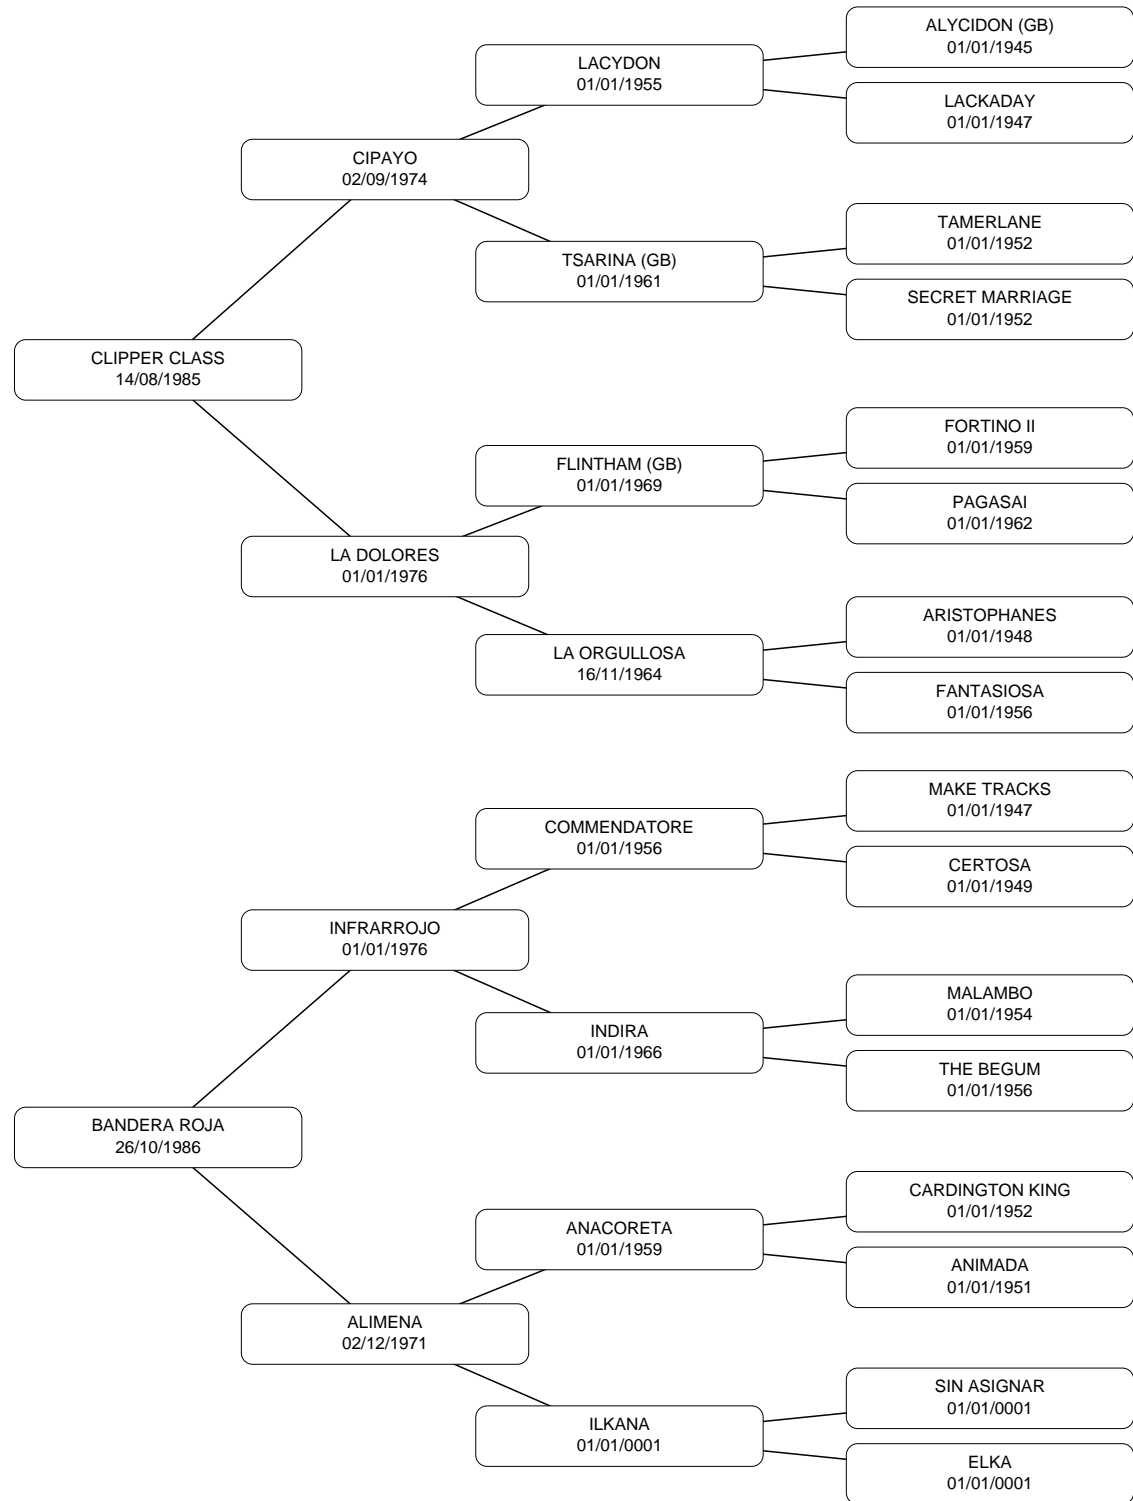 ALYCIDON (GB)
01/01/1945
LACYDON
01/01/1955
LACKADAY
01/01/1947
CIPAYO
02/09/1974
TAMERLANE
01/01/1952
TSARINA (GB)
01/01/1961
SECRET MARRIAGE
01/01/1952
CLIPPER CLASS
14/08/1985
FORTINO II
01/01/1959
FLINTHAM (GB)
01/01/1969
PAGASAI
01/01/1962
LA DOLORES
01/01/1976
ARISTOPHANES
01/01/1948
LA ORGULLOSA
16/11/1964
FANTASIOSA
01/01/1956
MAKE TRACKS
01/01/1947
COMMENDATORE
01/01/1956
CERTOSA
01/01/1949
INFRARROJO
01/01/1976
MALAMBO
01/01/1954
INDIRA
01/01/1966
THE BEGUM
01/01/1956
BANDERA ROJA
26/10/1986
CARDINGTON KING
01/01/1952
ANACORETA
01/01/1959
ANIMADA
01/01/1951
ALIMENA
02/12/1971
SIN ASIGNAR
01/01/0001
ILKANA
01/01/0001
ELKA
01/01/0001